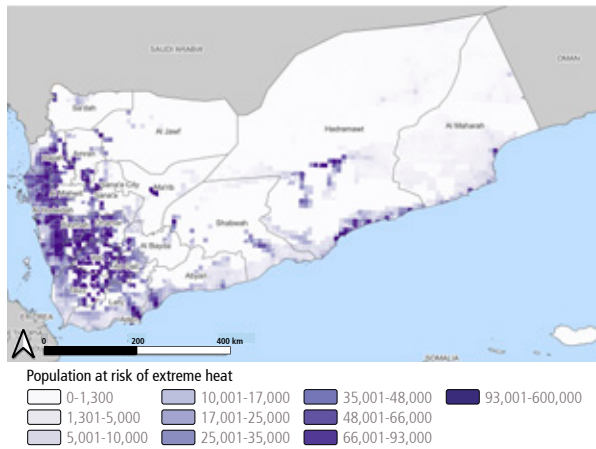 SAUDI ARABIA
OMAN
Sa'dah
Al Jawf
Hadramawt
Al Maharah
Amran
Sana'a City
Ma'rib
Shabwah
Al Bayda
Abyan
ERITREA
SOMALIA
0 200 400 km
Population at risk of extreme heat
0-1,300 10,001-17,000 35,001-48,000 93,001-600,000
1,301-5,000 17,001-25,000 48,001-66,000
5,001-10,000 25,001-35,000 66,001-93,000